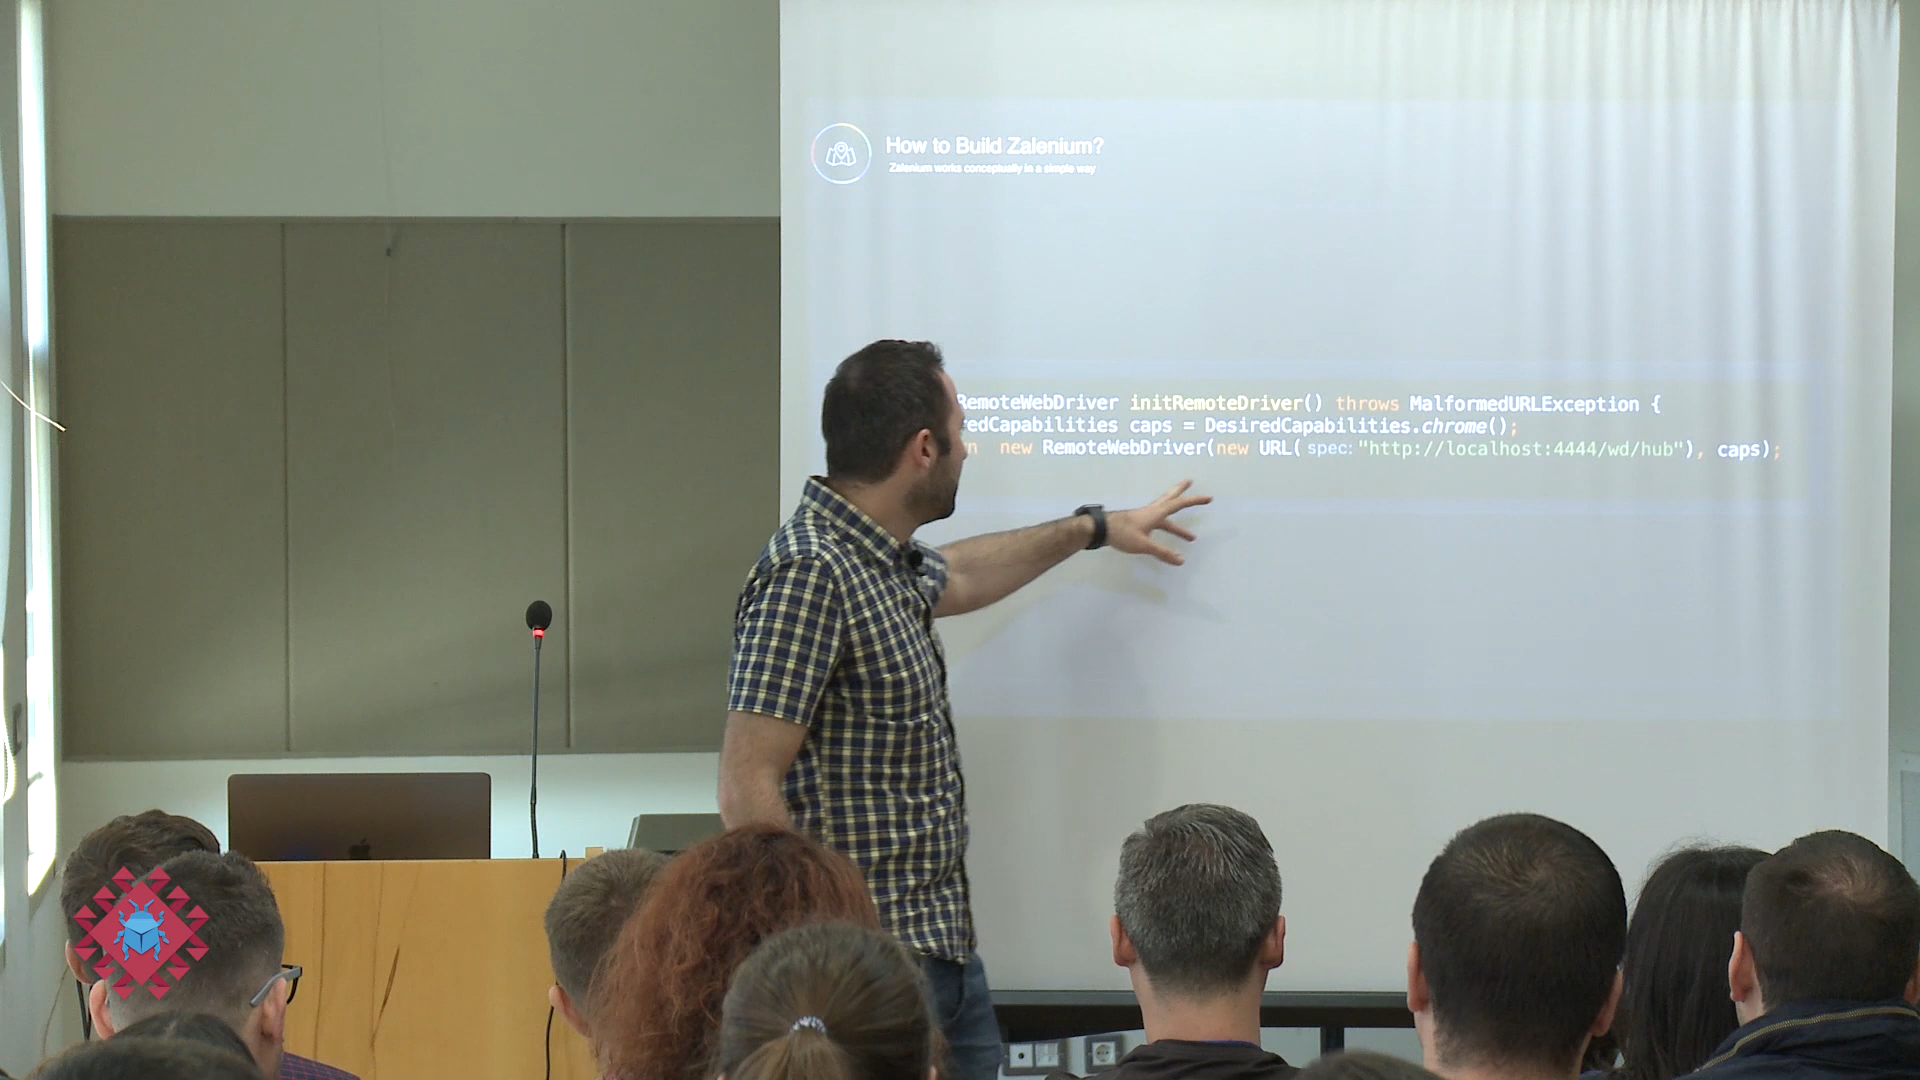 How to Build Zalenium?
Zalenium works conceptually in a simple way
RemoteWebDriver initRemoteDriver() throws MalformedURLException {
redCapabilities caps = DesiredCapabilities.chrome();
n new RemoteWebDriver(new URL( spec: "http://localhost:4444/wd/hub"), caps);